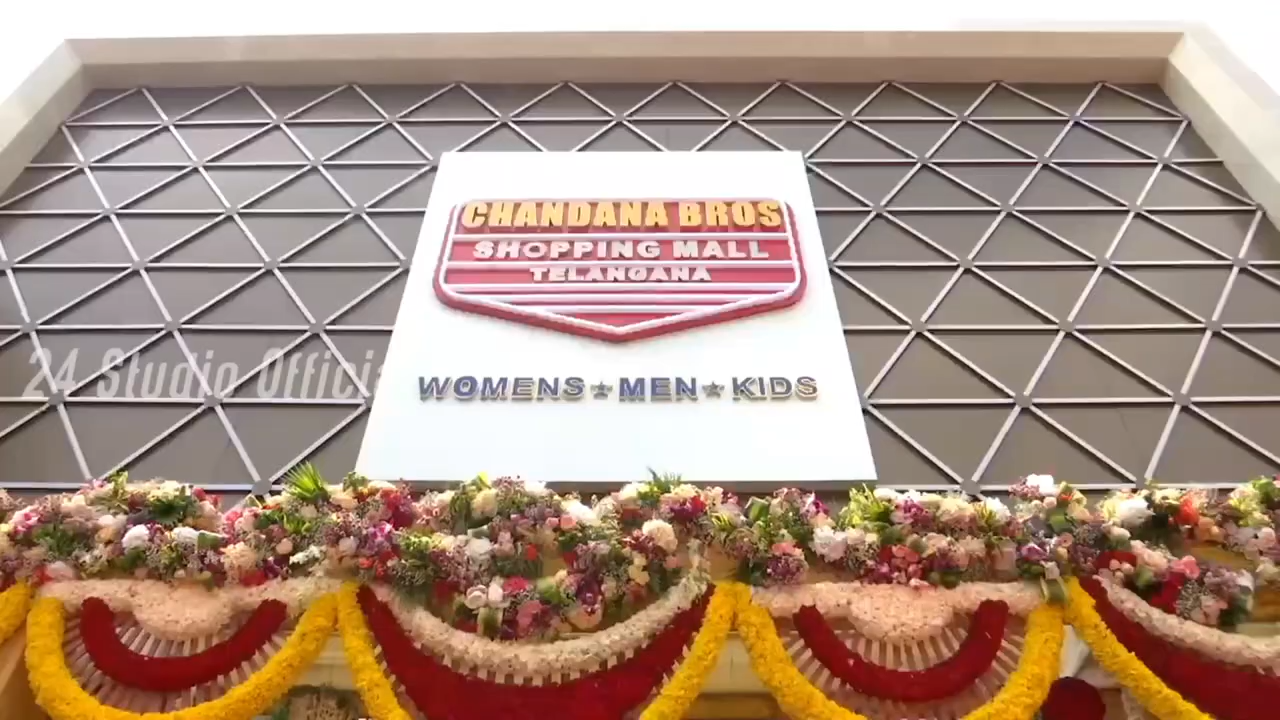 CHANDANA BROS
SHOPPING MALL
TELANGANA
24 Studio Offici
WOMENS★MEN★KIDS